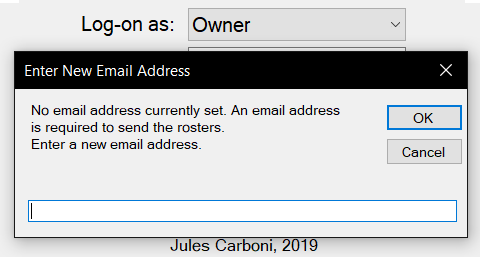 Log-on as: Owner
Enter New Email Address
No email address currently set. An email address
is required to send the rosters.
Enter a new email address.
OK
Cancel
Jules Carboni, 2019